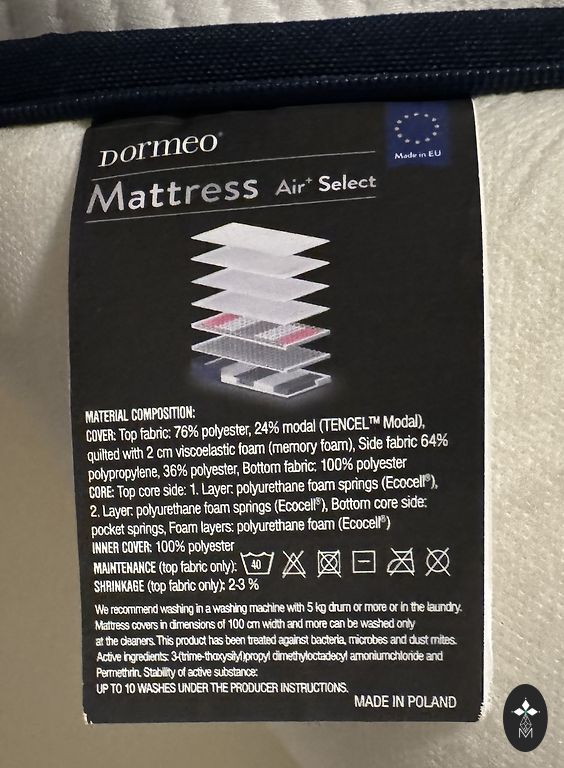 Dormeo®
Made in EU
Mattress Air+ Select
MATERIAL COMPOSITION:
COVER: Top fabric: 76% polyester, 24% modal (TENCEL™ Modal),
quilted with 2 cm viscoelastic foam (memory foam), Side fabric 64%
polypropylene, 36% polyester, Bottom fabric: 100% polyester
CORE: Top core side: 1. Layer: polyurethane foam springs (Ecocell®),
2. Layer: polyurethane foam springs (Ecocell®), Bottom core side:
pocket springs, Foam layers: polyurethane foam (Ecocell®)
INNER COVER: 100% polyester
MAINTENANCE (top fabric only): 40
SHRINKAGE (top fabric only): 2-3 %
We recommend washing in a washing machine with 5 kg drum or more or in the laundry.
Mattress covers in dimensions of 100 cm width and more can be washed only
at the cleaners. This product has been treated against bacteria, microbes and dust mites.
Active ingredients: 3-(trime-thoxysilyl)propyl dimethyloctadecyl amoniumchloride and
Permethrin. Stability of active substance:
UP TO 10 WASHES UNDER THE PRODUCER INSTRUCTIONS.
MADE IN POLAND
M